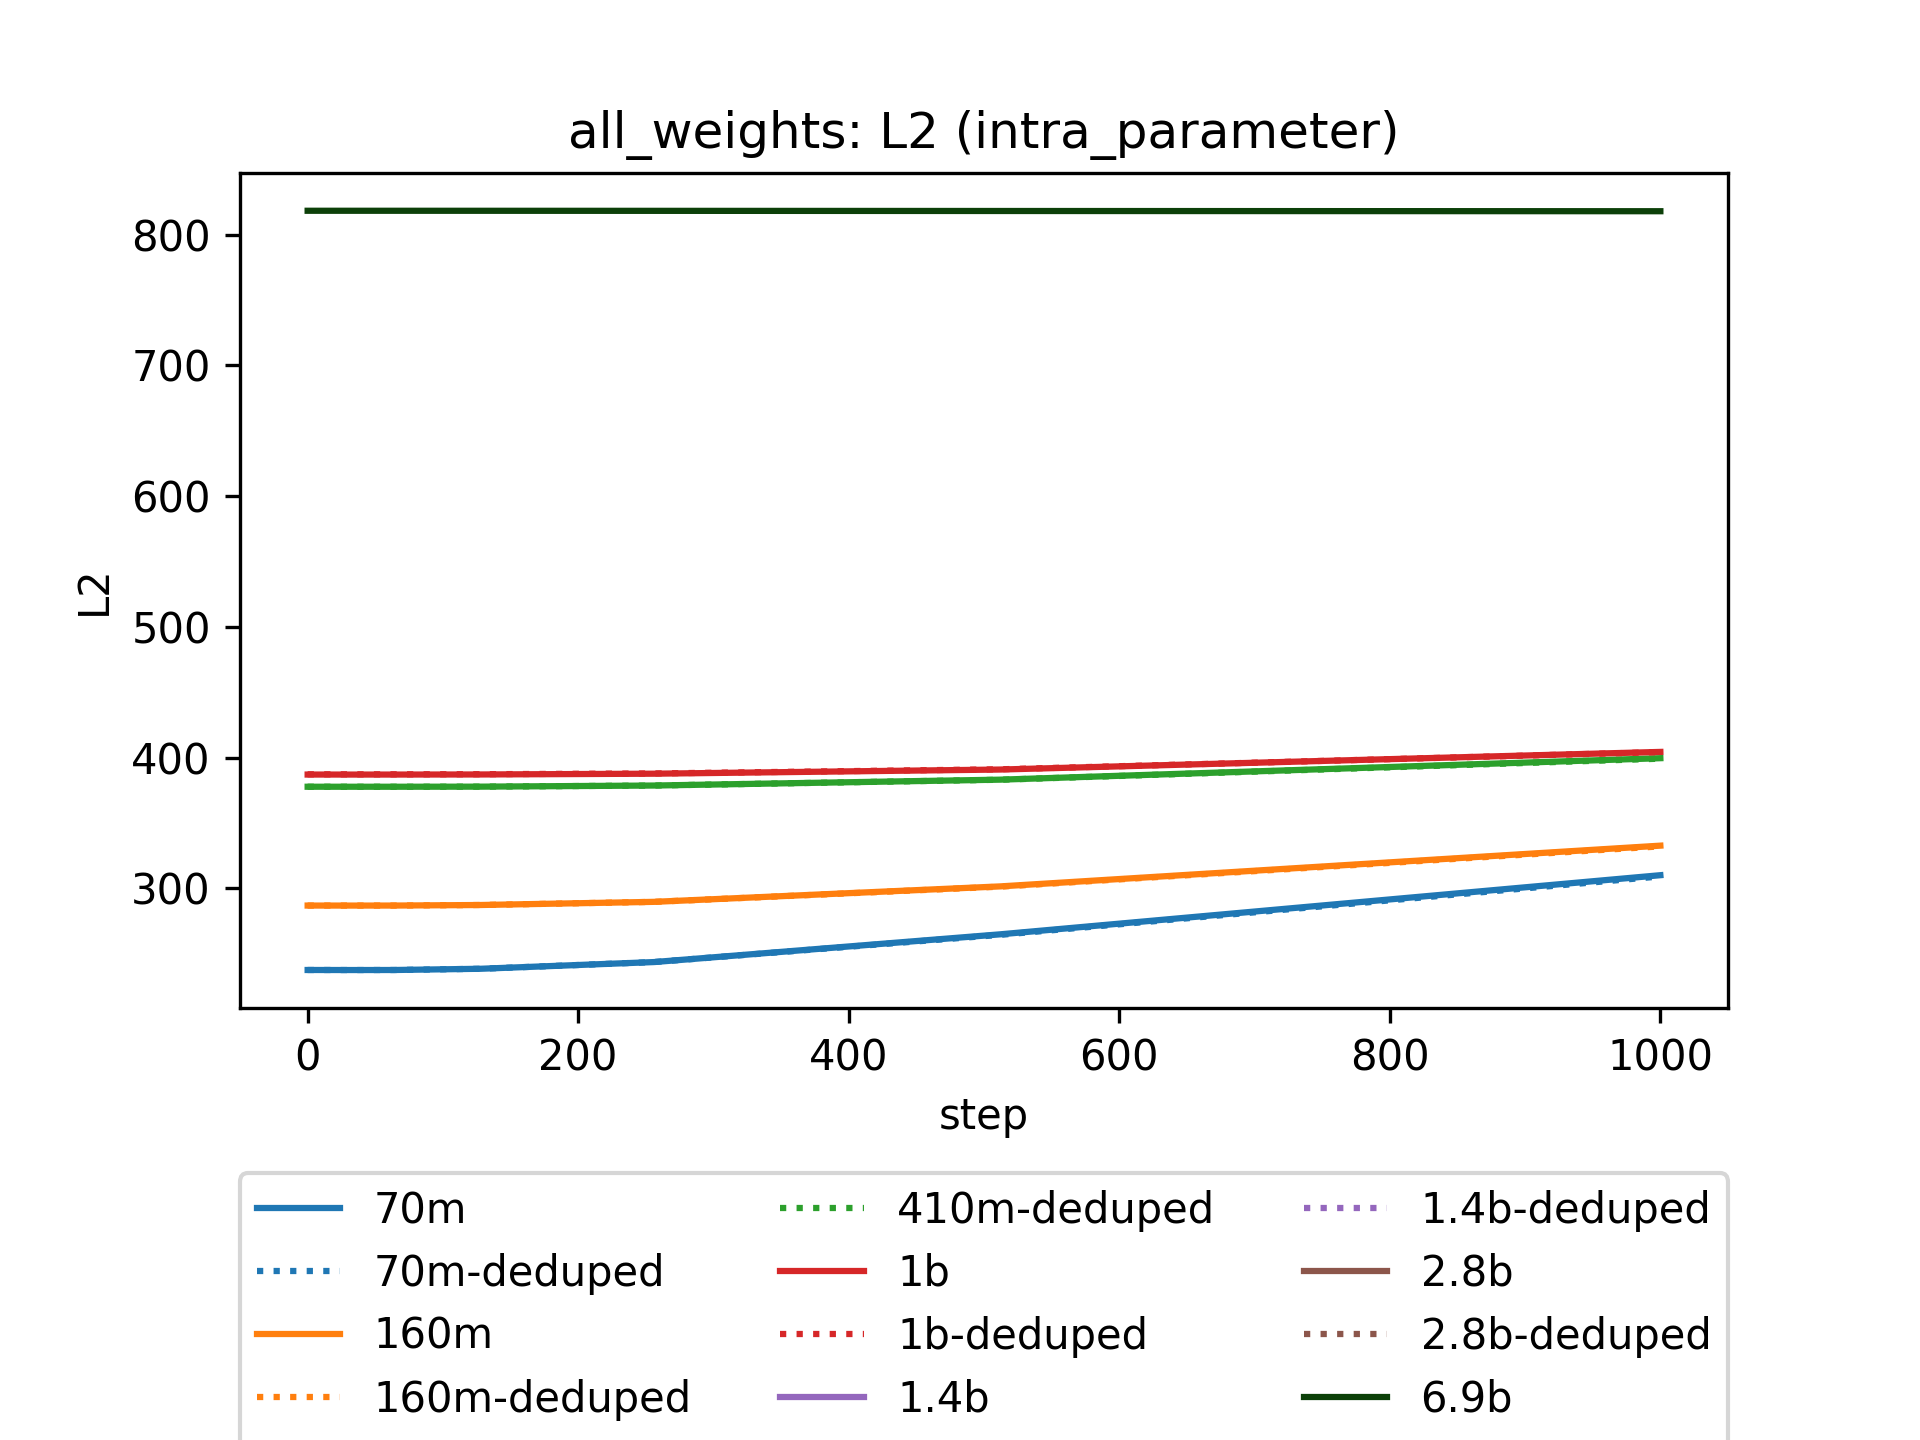 all_weights: L2 (intra_parameter)
800
700
600
500
400
300
L2
0 200 400 600 800 1000
step
70m
70m-deduped
160m
160m-deduped
410m-deduped
1b
1b-deduped
1.4b
1.4b-deduped
2.8b
2.8b-deduped
6.9b